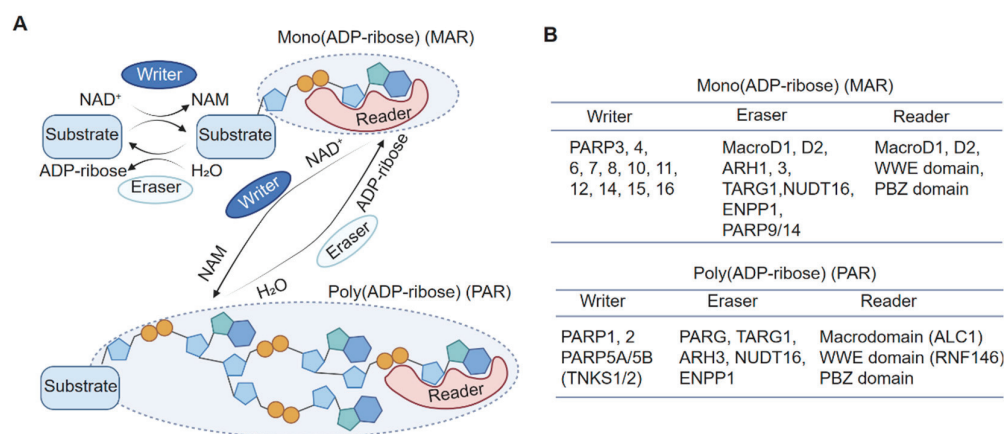 A
Mono(ADP-ribose) (MAR)
Writer
NAD⁺
NAM
Substrate
Substrate
Reader
ADP-ribose
H₂O
Eraser
NAD⁺
ADP-ribose
Writer
Eraser
NAM
H₂O
Poly(ADP-ribose) (PAR)
Substrate
Reader
B
Mono(ADP-ribose) (MAR)
Writer Eraser Reader
PARP3, 4, MacroD1, D2, MacroD1, D2,
6, 7, 8, 10, 11, ARH1, 3, WWE domain,
12, 14, 15, 16 TARG1,NUDT16, PBZ domain
ENPP1,
PARP9/14
Poly(ADP-ribose) (PAR)
Writer Eraser Reader
PARP1, 2 PARG, TARG1, Macrodomain (ALC1)
PARP5A/5B ARH3, NUDT16, WWE domain (RNF146)
(TNKS1/2) ENPP1 PBZ domain